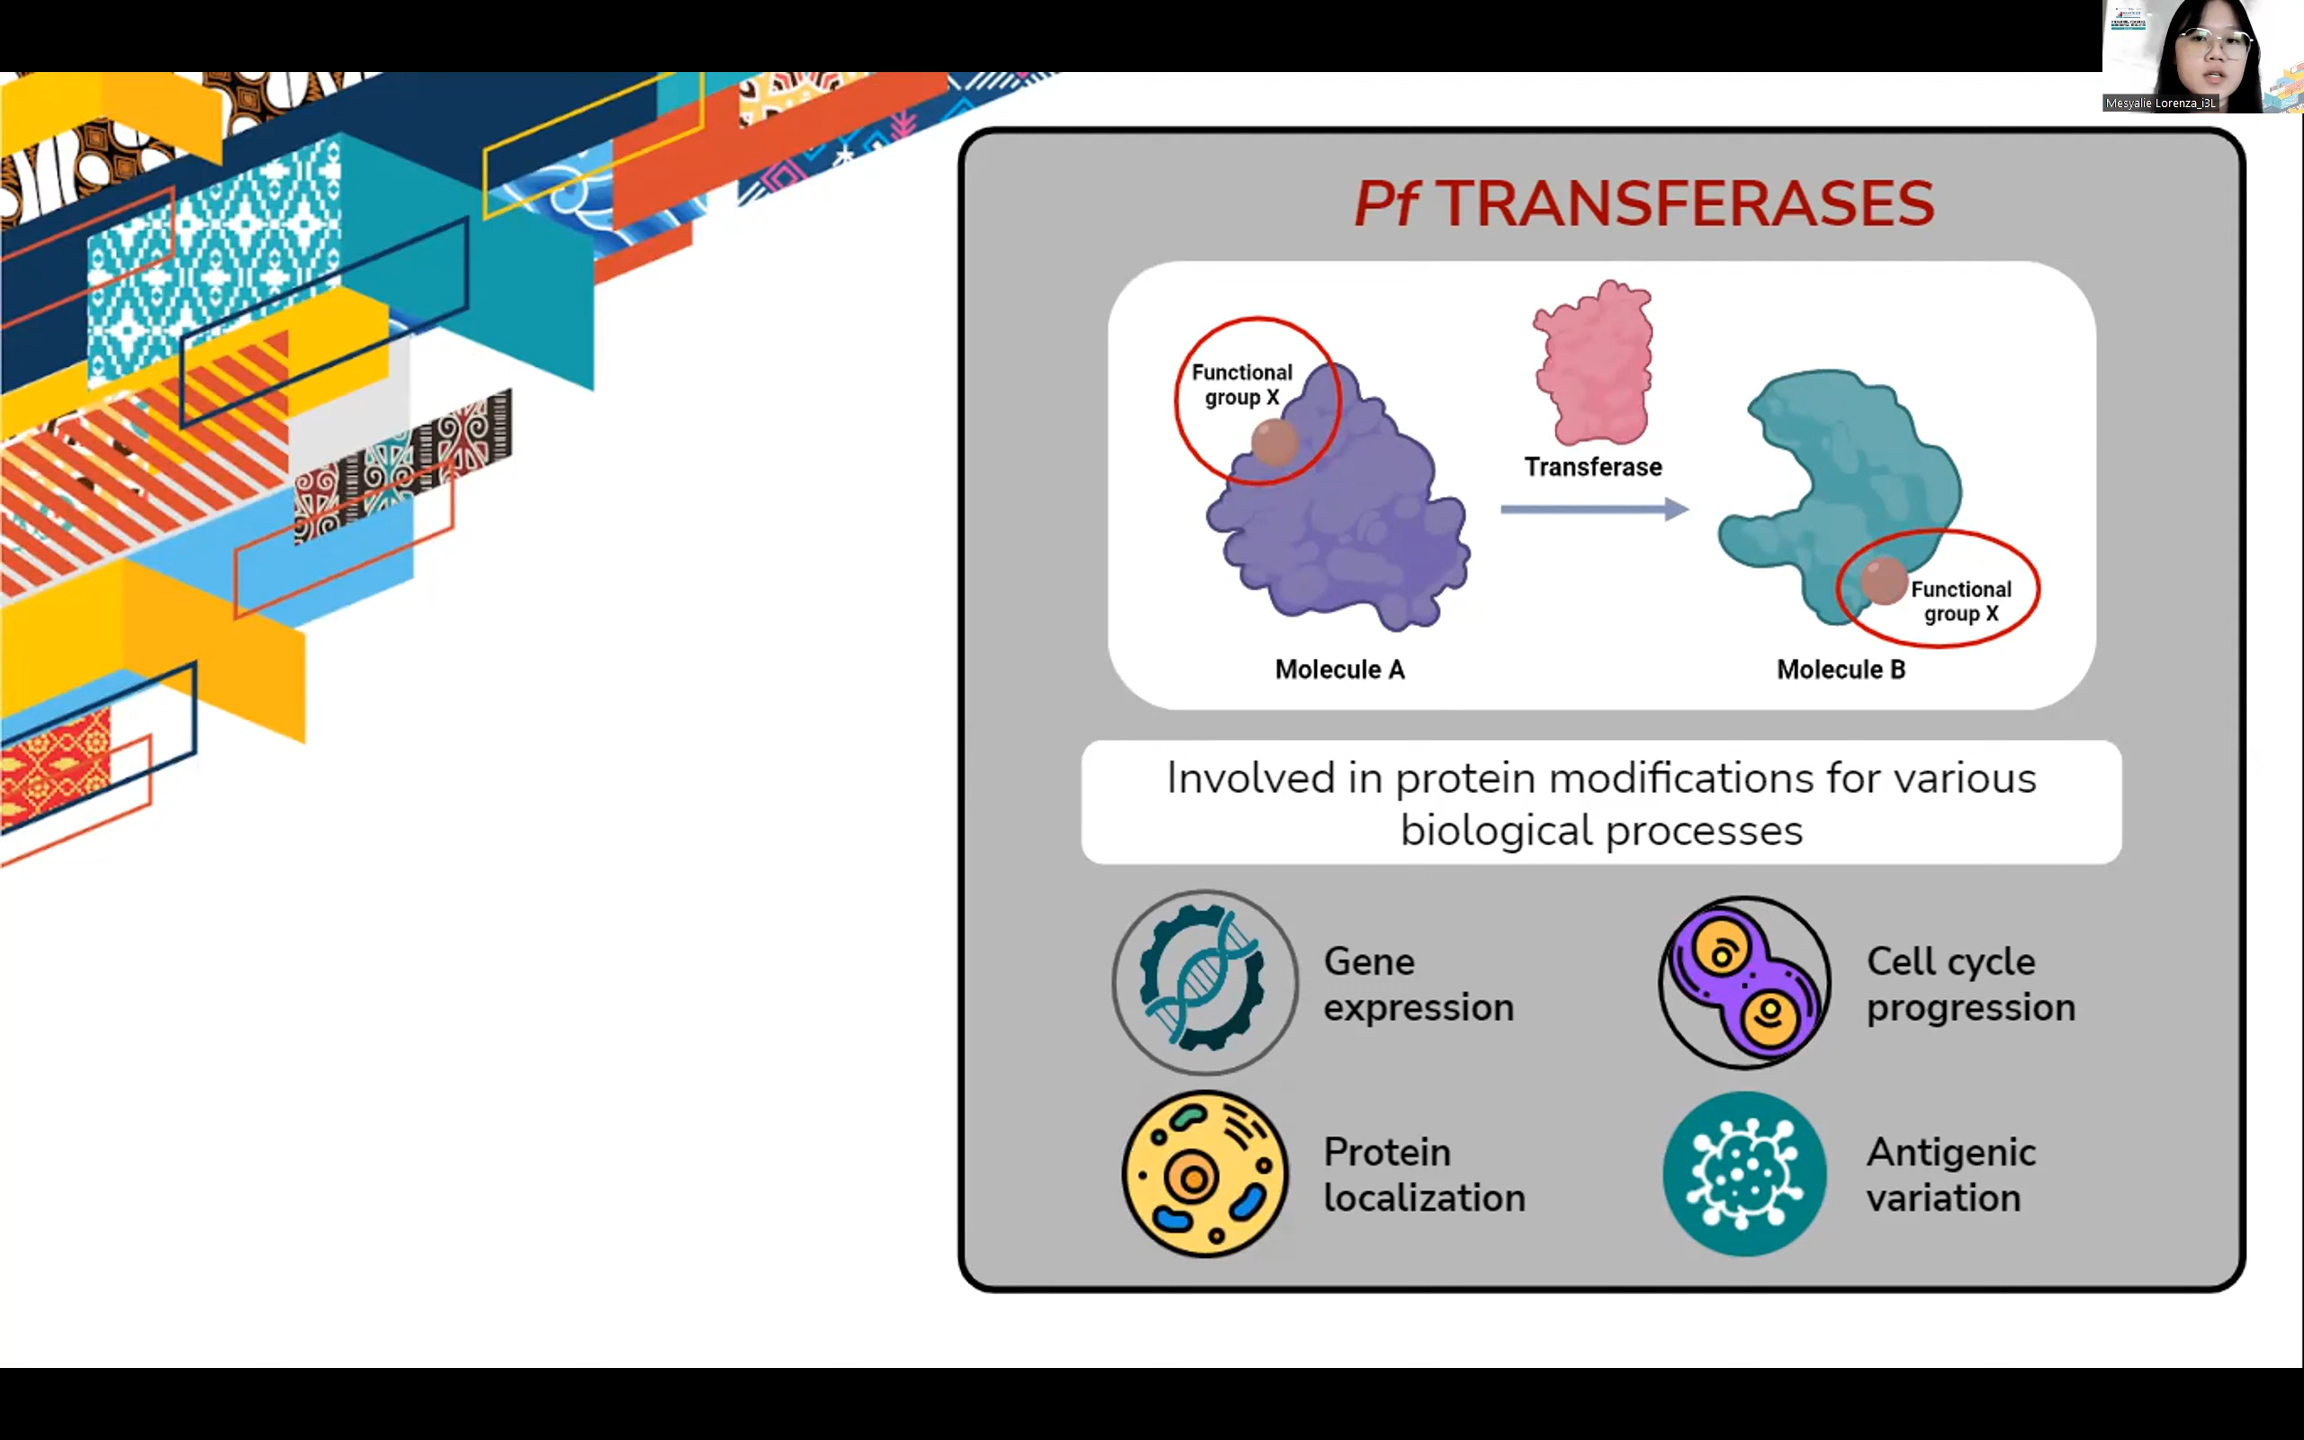 Mesyalie Lorenza_i3L
Pf TRANSFERASES
Functional
group X
Transferase
Functional
group X
Molecule A
Molecule B
Involved in protein modifications for various
biological processes
Gene
expression
Cell cycle
progression
Protein
localization
Antigenic
variation